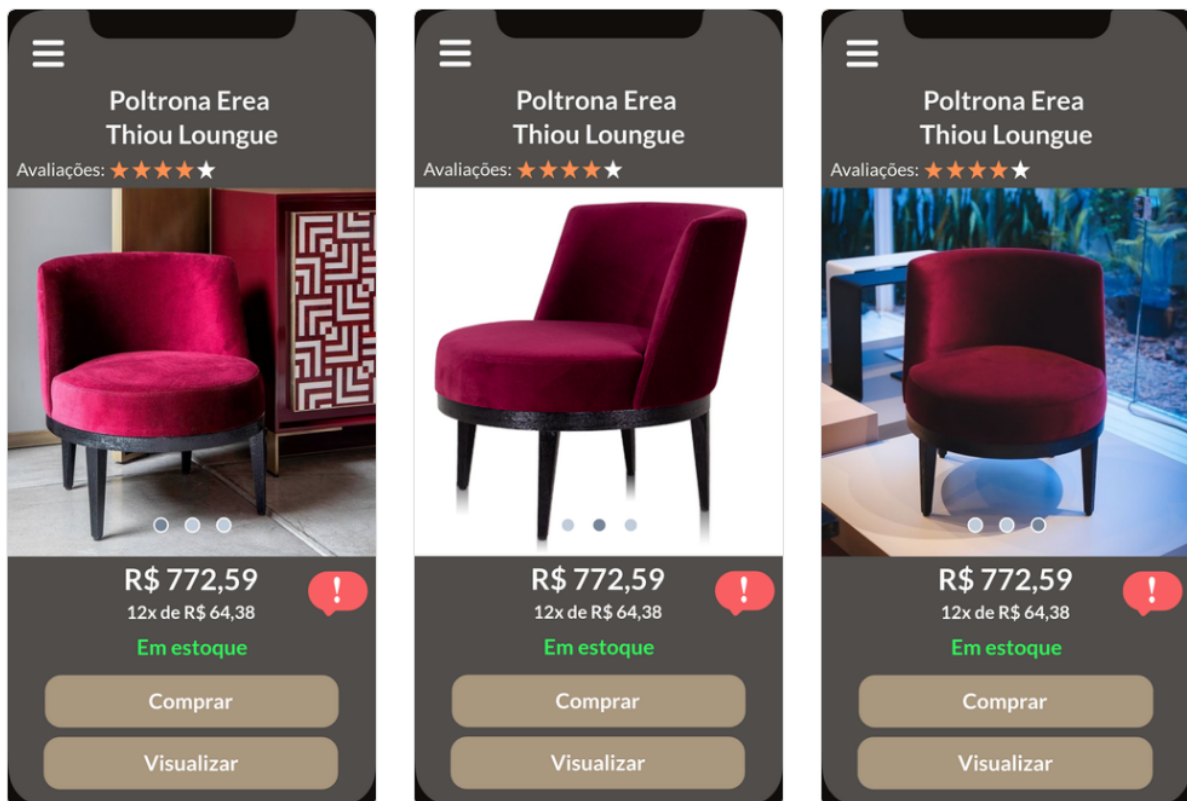 Poltrona Erea
Thiou Loungue
Avaliações:
R$ 772,59
!
12x de R$ 64,38
Em estoque
Comprar
Visualizar
Poltrona Erea
Thiou Loungue
Avaliações:
R$ 772,59
!
12x de R$ 64,38
Em estoque
Comprar
Visualizar
Poltrona Erea
Thiou Loungue
Avaliações:
R$ 772,59
!
12x de R$ 64,38
Em estoque
Comprar
Visualizar